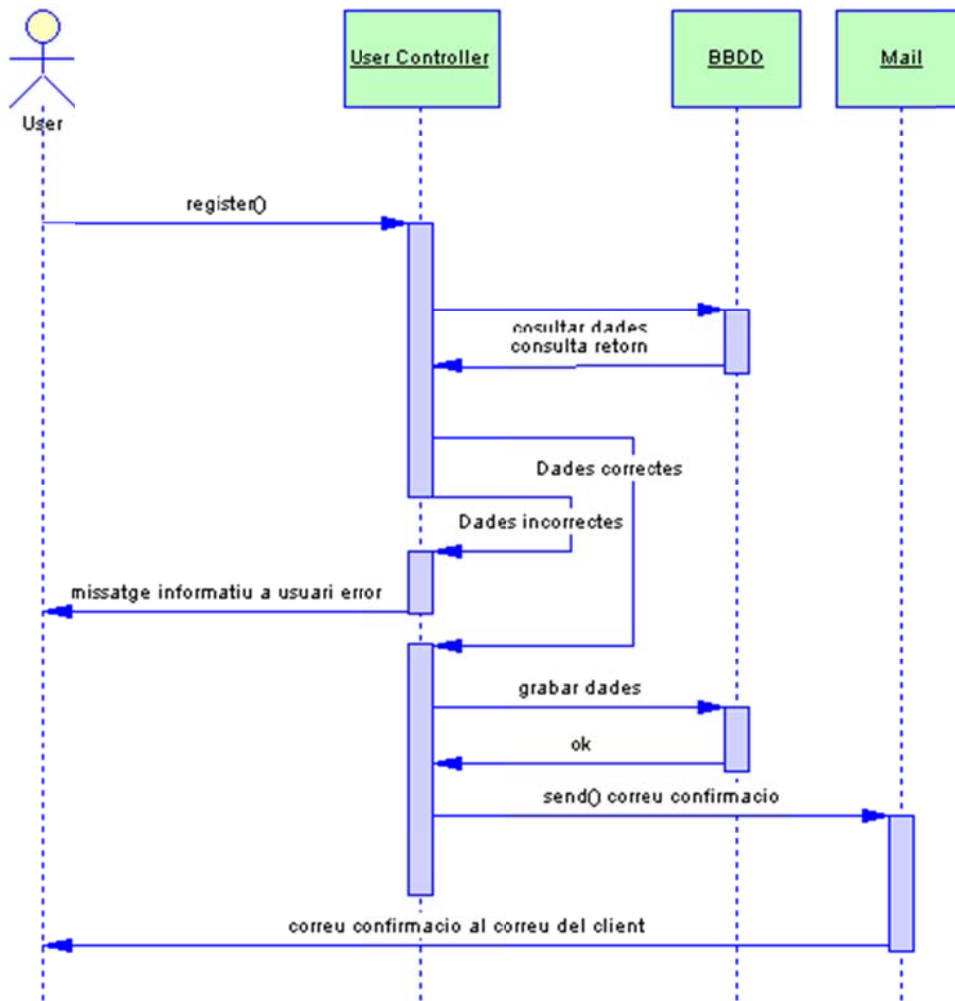 User Controller
BBDD
Mail
User
register()
cosultar dades
consulta retorn
Dades correctes
Dades incorrectes
missatge informatiu a usuari error
grabar dades
ok
send() correu confirmacio
correu confirmacio al correu del client